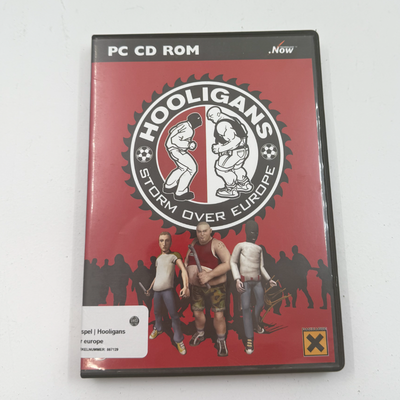 PC CD ROM
.Now
HOOLIGANS
STORM OVER EUROPE
spel | Hooligans
r europe